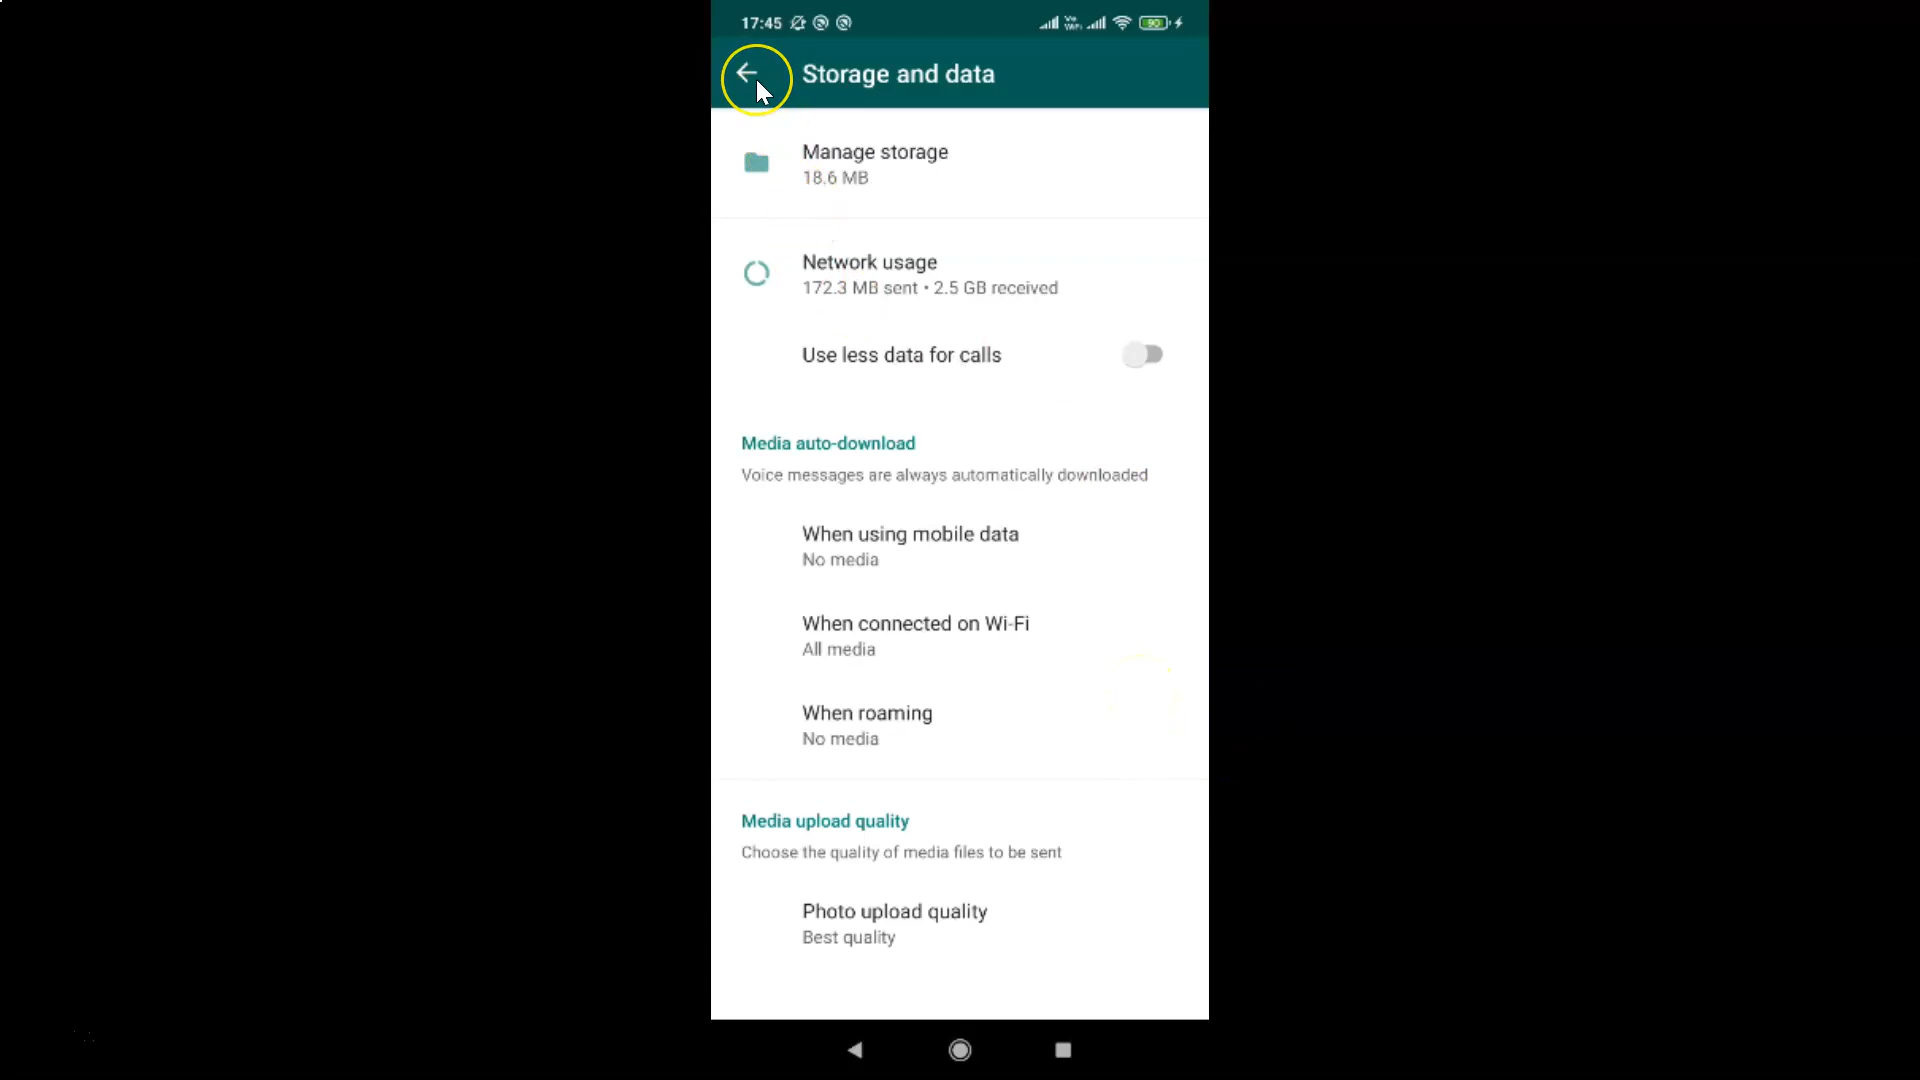 17:45 Vo WiFi 90
Storage and data
Manage storage
18.6 MB
Network usage
172.3 MB sent • 2.5 GB received
Use less data for calls
Media auto-download
Voice messages are always automatically downloaded
When using mobile data
No media
When connected on Wi-Fi
All media
When roaming
No media
Media upload quality
Choose the quality of media files to be sent
Photo upload quality
Best quality